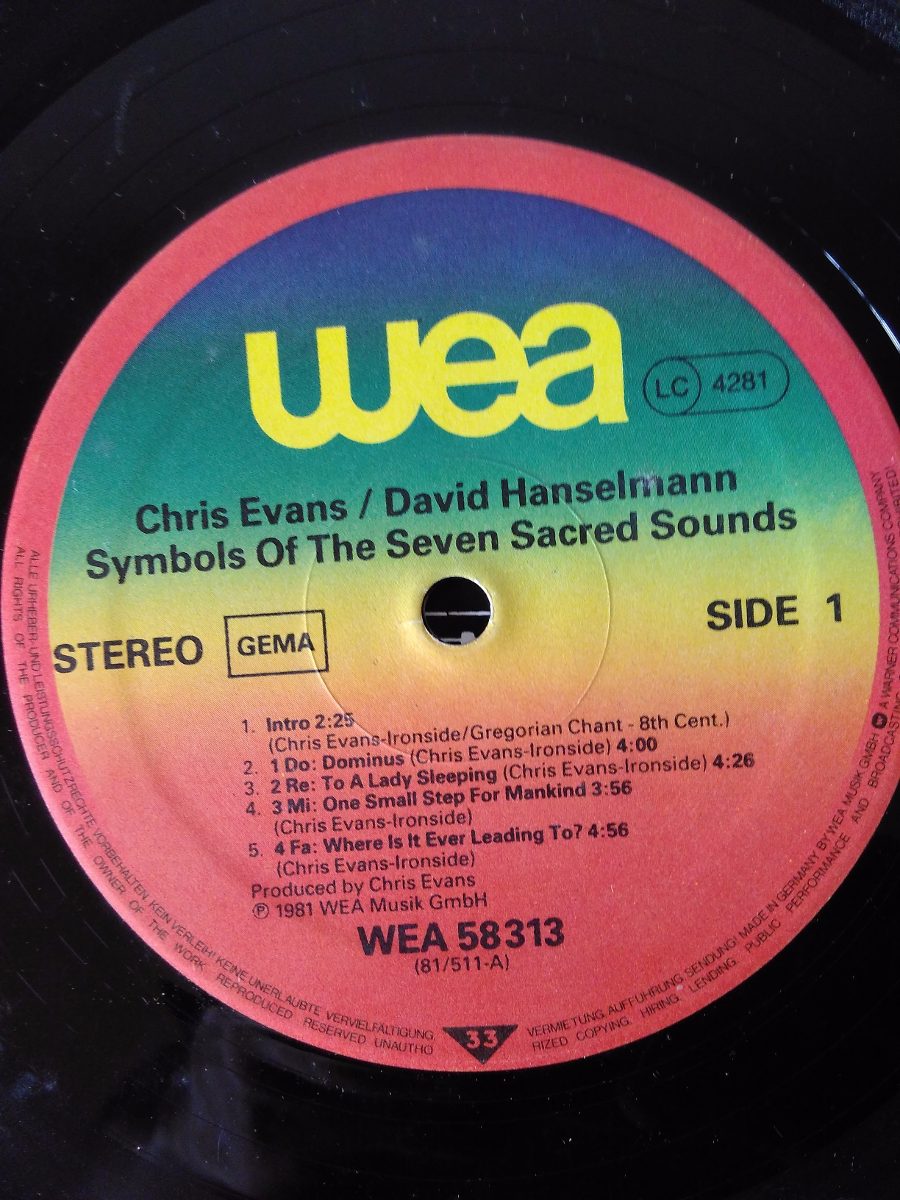 wea
LC 4281
Chris Evans / David Hanselmann
Symbols Of The Seven Sacred Sounds
STEREO GEMA SIDE 1
1. Intro 2:25
(Chris Evans-Ironside/Gregorian Chant - 8th Cent.)
2. 1 Do: Dominus (Chris Evans-Ironside) 4:00
3. 2 Re: To A Lady Sleeping (Chris Evans-Ironside) 4:26
4. 3 Mi: One Small Step For Mankind 3:56
(Chris Evans-Ironside)
5. 4 Fa: Where Is It Ever Leading To? 4:56
(Chris Evans-Ironside)
Produced by Chris Evans
℗ 1981 WEA Musik GmbH
WEA 58313
(81/511-A)
33
ALLE URHEBER- UND LEISTUNGSSCHUTZRECHTE VORBEHALTEN. KEIN VERLEIH! KEINE UNERLAUBTE VERVIELFÄLTIGUNG
VERMIETUNG. AUFFÜHRUNG. SENDUNG! MADE IN GERMANY BY WEA MUSIK GMBH A WARNER COMMUNICATIONS COMPANY
ALL RIGHTS OF THE PRODUCER AND OF THE OWNER OF THE WORK REPRODUCED RESERVED UNAUTHO
RIZED COPYING. HIRING. LENDING. PUBLIC PERFORMANCE AND BROADCASTING